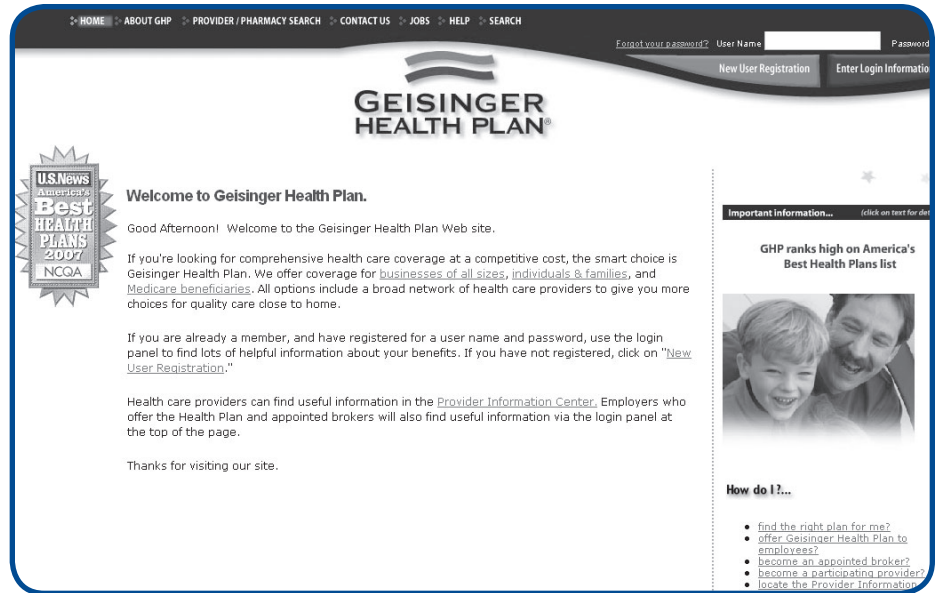 HOME ABOUT GHP PROVIDER / PHARMACY SEARCH CONTACT US JOBS HELP SEARCH
Forgot your password? User Name Password
New User Registration Enter Login Informatio
GEISINGER
HEALTH PLAN®
U.S.News
America's
Best
HEALTH
PLANS
2007
NCQA
Welcome to Geisinger Health Plan.
Good Afternoon! Welcome to the Geisinger Health Plan Web site.
If you're looking for comprehensive health care coverage at a competitive cost, the smart choice is
Geisinger Health Plan. We offer coverage for businesses of all sizes, individuals & families, and
Medicare beneficiaries. All options include a broad network of health care providers to give you more
choices for quality care close to home.
If you are already a member, and have registered for a user name and password, use the login
panel to find lots of helpful information about your benefits. If you have not registered, click on "New
User Registration."
Health care providers can find useful information in the Provider Information Center. Employers who
offer the Health Plan and appointed brokers will also find useful information via the login panel at
the top of the page.
Thanks for visiting our site.
Important information... (click on text for det
GHP ranks high on America's
Best Health Plans list
How do I?...
find the right plan for me?
offer Geisinger Health Plan to
employees?
become an appointed broker?
become a participating provider?
locate the Provider Information